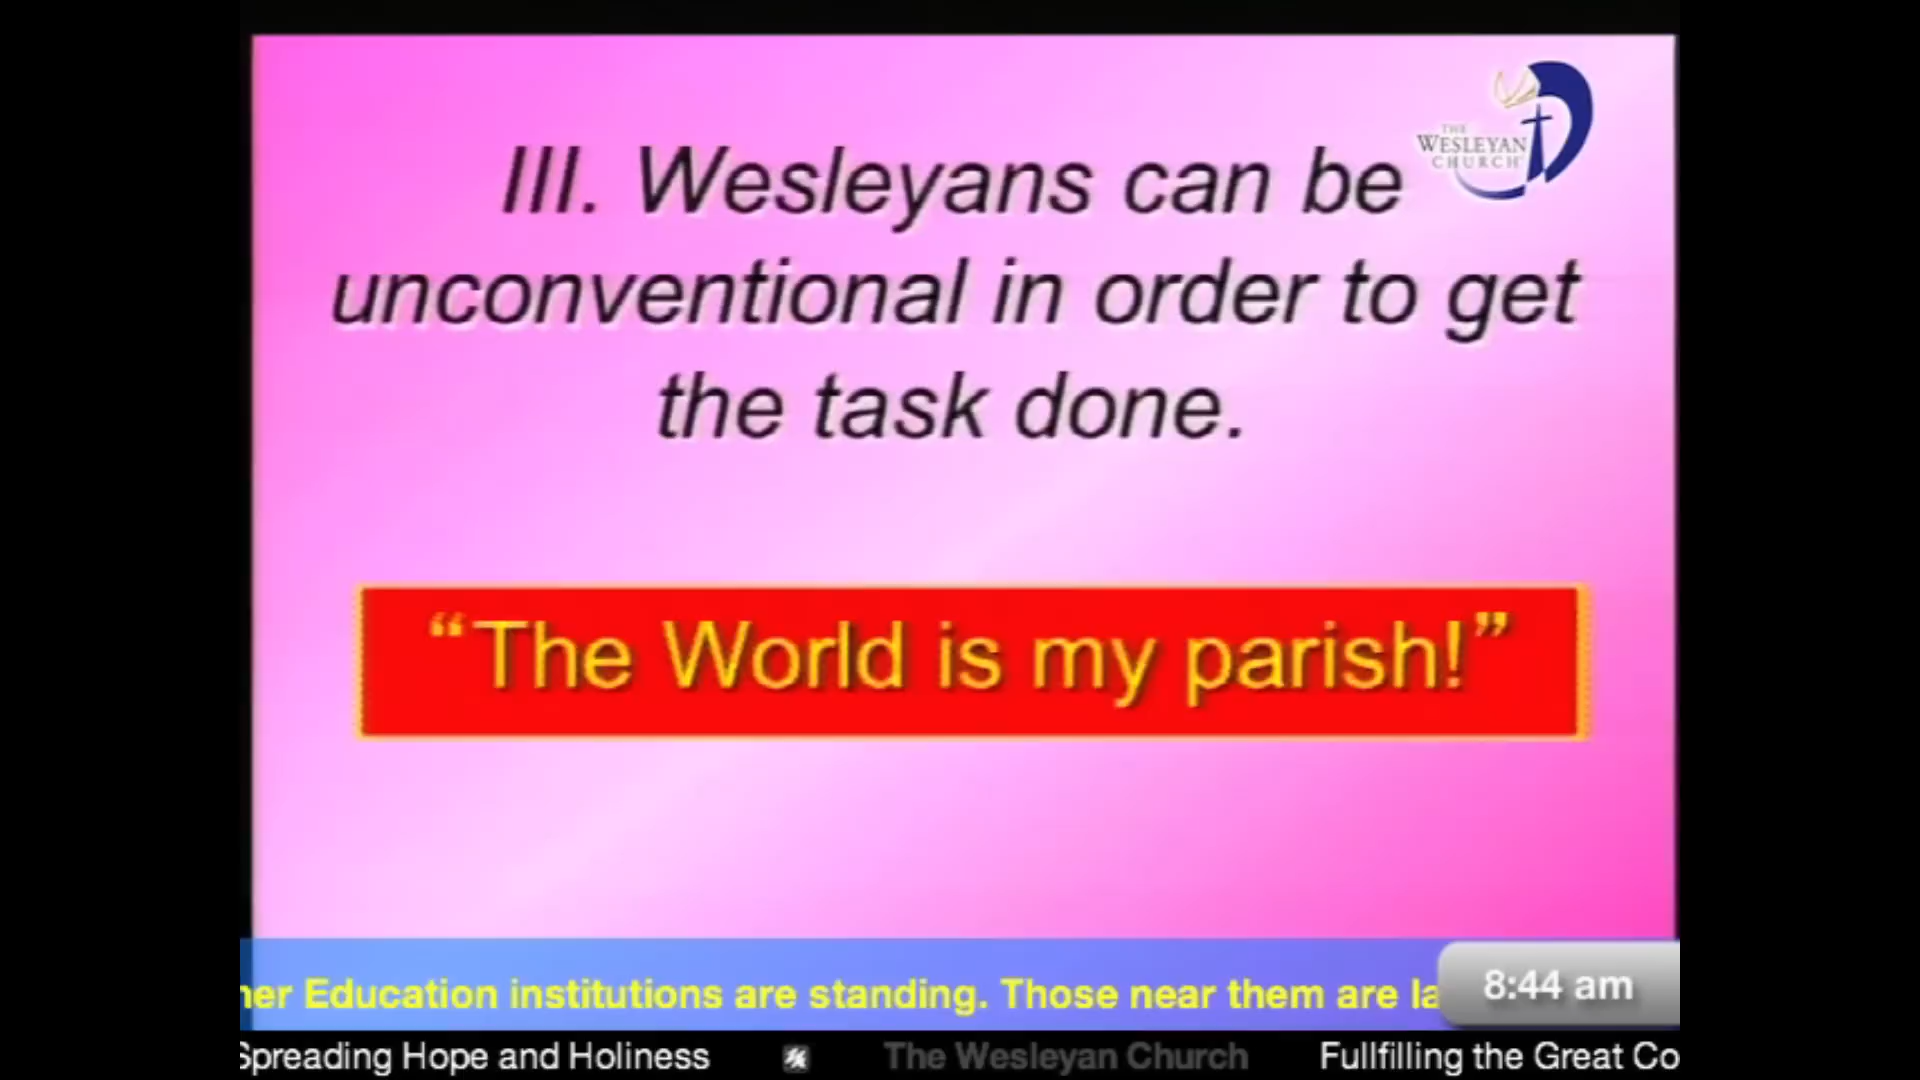 THE
WESLEYAN
CHURCH
III. Wesleyans can be
unconventional in order to get
the task done.
“The World is my parish!”
Education institutions are standing. Those near them are
8:44 am
Spreading Hope and Holiness
The Wesleyan Church
Fullfilling the Great Co